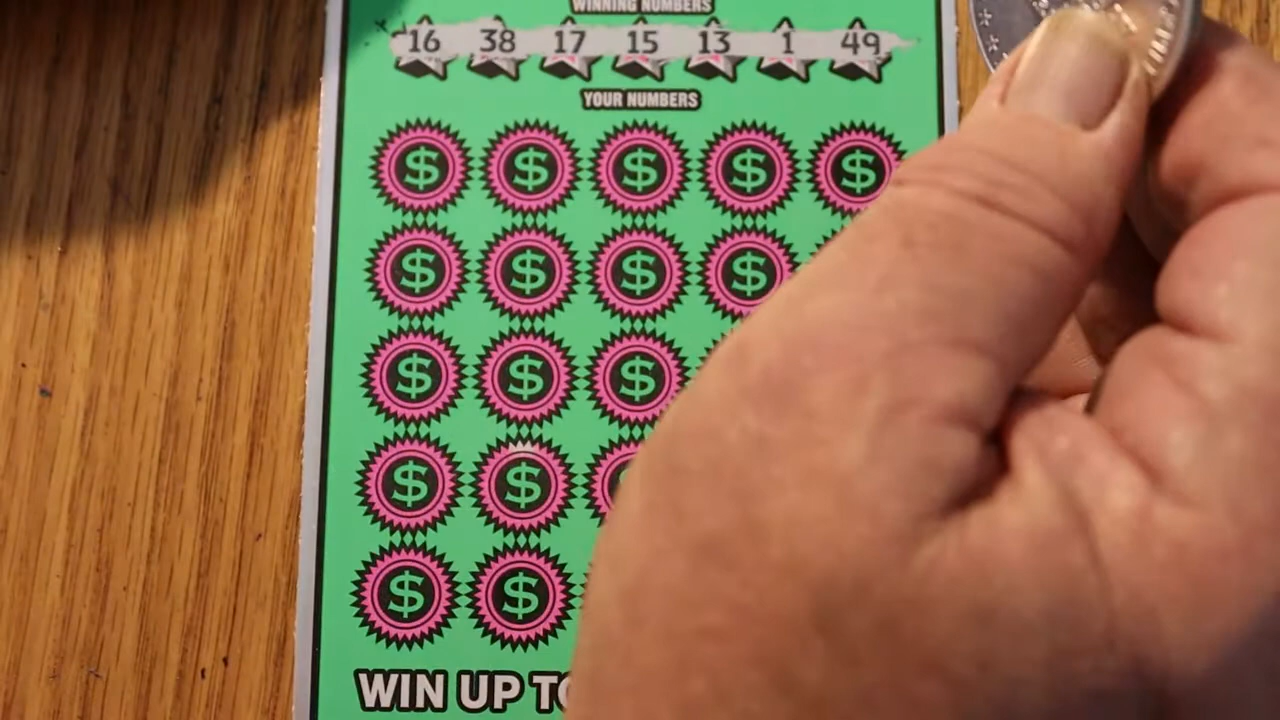 WINNING NUMBERS
16 38 17 15 13 1 49
YOUR NUMBERS
$ $ $ $ $
$ $ $ $
$ $ $
$ $
$ $
WIN UP TO